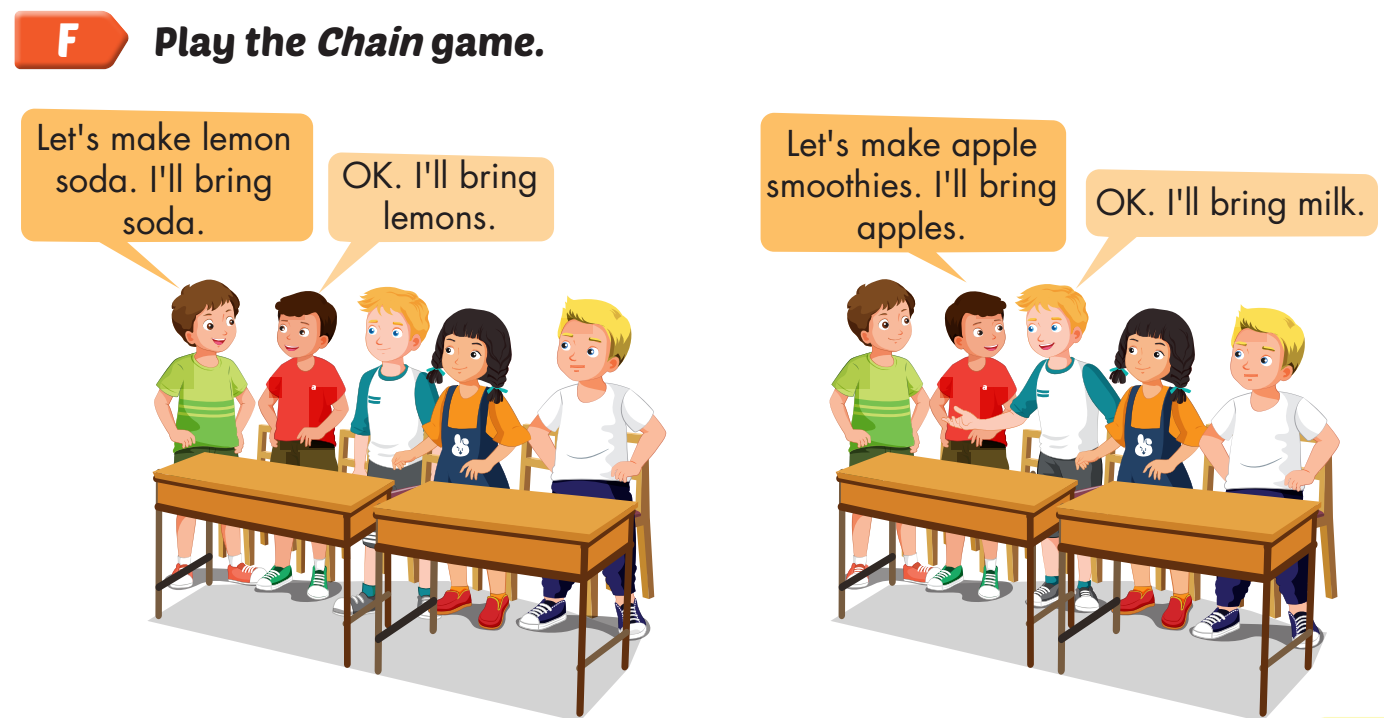 F Play the Chain game.
Let's make lemon
soda. I'll bring
soda.
OK. I'll bring
lemons.
Let's make apple
smoothies. I'll bring
apples.
OK. I'll bring milk.